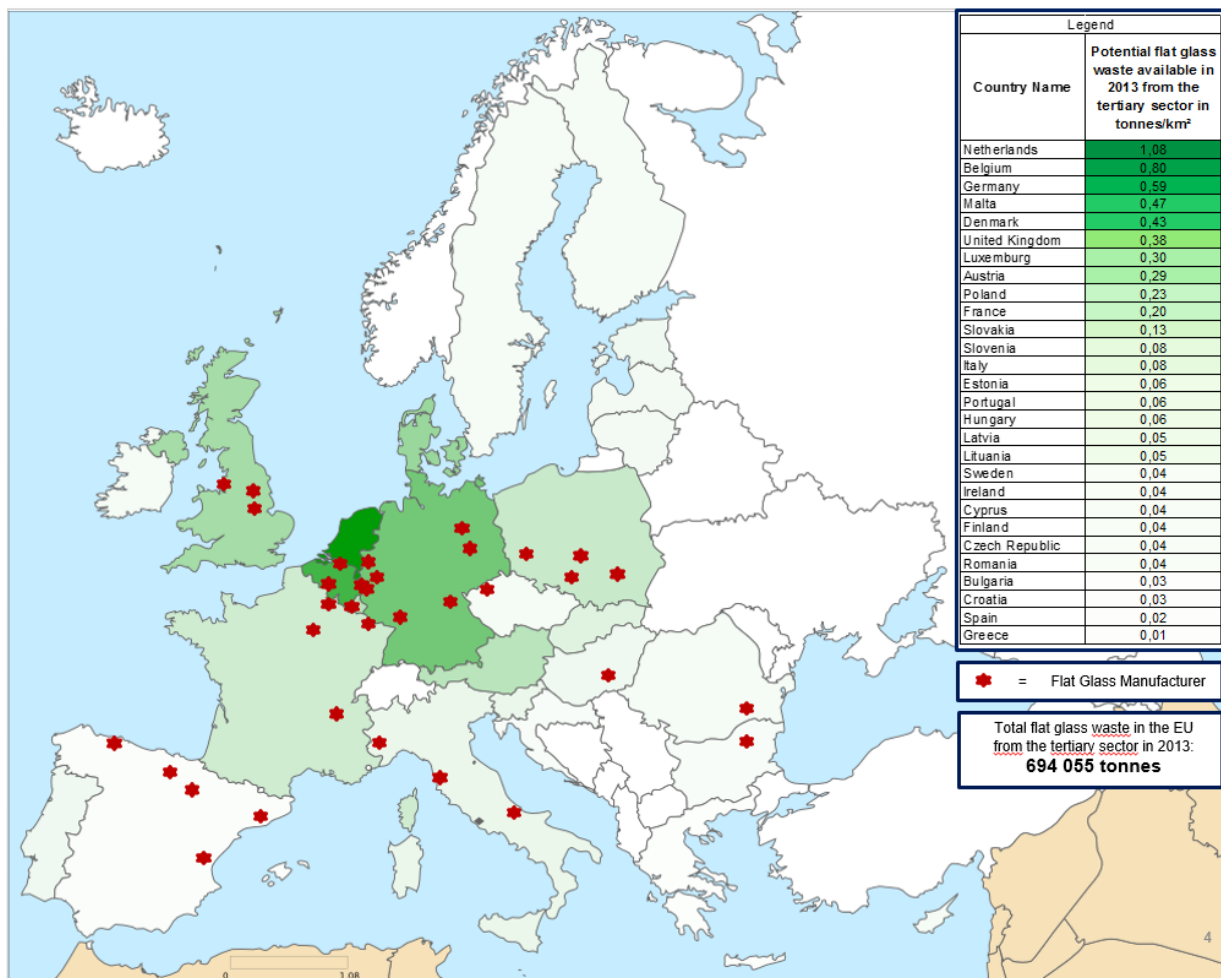 Legend
Country Name
Potential flat glass
waste available in
2013 from the
tertiary sector in
tonnes/km²
Netherlands 1,08
Belgium 0,80
Germany 0,59
Malta 0,47
Denmark 0,43
United Kingdom 0,38
Luxemburg 0,30
Austria 0,29
Poland 0,23
France 0,20
Slovakia 0,13
Slovenia 0,08
Italy 0,08
Estonia 0,06
Portugal 0,06
Hungary 0,06
Latvia 0,05
Lituania 0,05
Sweden 0,04
Ireland 0,04
Cyprus 0,04
Finland 0,04
Czech Republic 0,04
Romania 0,04
Bulgaria 0,03
Croatia 0,03
Spain 0,02
Greece 0,01
= Flat Glass Manufacturer
Total flat glass waste in the EU
from the tertiary sector in 2013:
694 055 tonnes
4
0 1.08